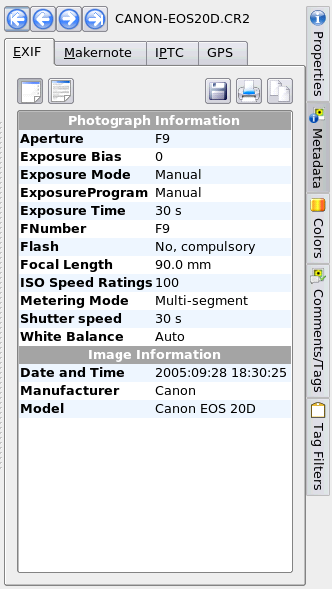 CANON-EOS20D.CR2
EXIF Makernote IPTC GPS
Photograph Information
Aperture F9
Exposure Bias 0
Exposure Mode Manual
ExposureProgram Manual
Exposure Time 30 s
FNumber F9
Flash No, compulsory
Focal Length 90.0 mm
ISO Speed Ratings 100
Metering Mode Multi-segment
Shutter speed 30 s
White Balance Auto
Image Information
Date and Time 2005:09:28 18:30:25
Manufacturer Canon
Model Canon EOS 20D
Properties
Metadata
Colors
Comments/Tags
Tag Filters